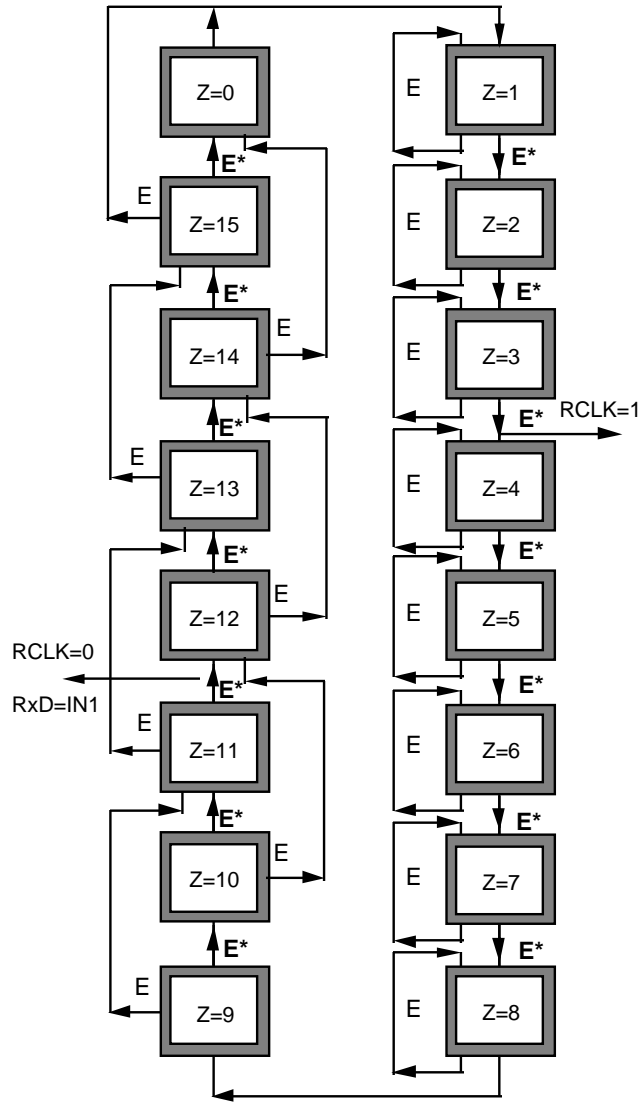 Z=0
E*
E
Z=15
E*
E
Z=14
E*
E
Z=13
E*
E
Z=12
RCLK=0
E*
RxD=IN1
E
Z=11
E*
E
Z=10
E*
E
Z=9
E
Z=1
E*
E
Z=2
E*
E
Z=3
E*
RCLK=1
E
Z=4
E*
E
Z=5
E*
E
Z=6
E*
E
Z=7
E*
E
Z=8